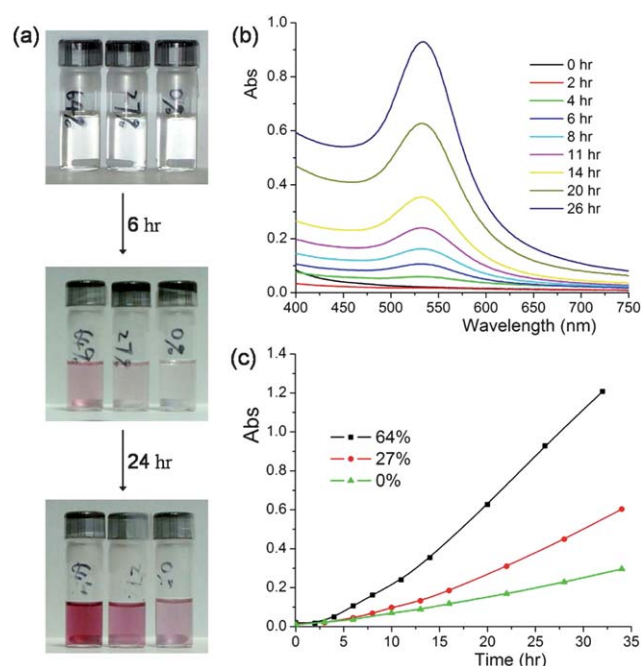 (a)
64%
27%
0%
6 hr
64%
27%
0%
24 hr
(b)
Abs
1.0
0.8
0.6
0.4
0.2
0.0
400 450 500 550 600 650 700 750
Wavelength (nm)
0 hr
2 hr
4 hr
6 hr
8 hr
11 hr
14 hr
20 hr
26 hr
(c)
Abs
1.4
1.2
1.0
0.8
0.6
0.4
0.2
0.0
0 5 10 15 20 25 30 35
Time (hr)
64%
27%
0%